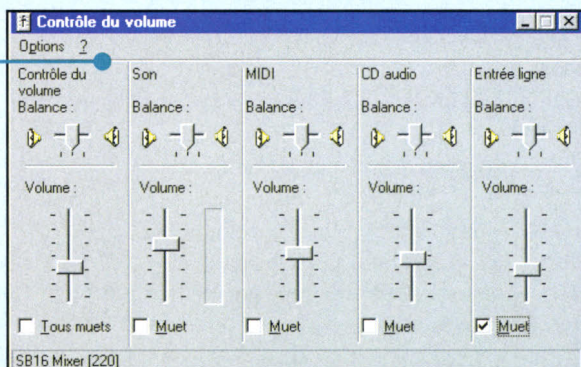 Contrôle du volume
Options ?
Contrôle du volume
Balance :
Volume :
Tous muets
Son
Balance :
Volume :
Muet
MIDI
Balance :
Volume :
Muet
CD audio
Balance :
Volume :
Muet
Entrée ligne
Balance :
Volume :
Muet
SB16 Mixer [220]